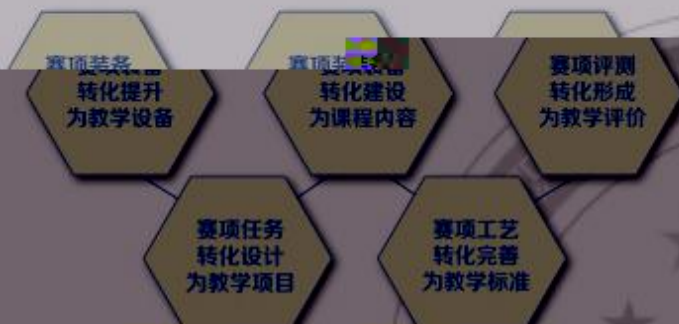 赛项装备
转化提升
为教学设备
赛项
转化建设
为课程内容
赛项评测
转化形成
为教学评价
赛项任务
转化设计
为教学项目
赛项工艺
转化完善
为教学标准